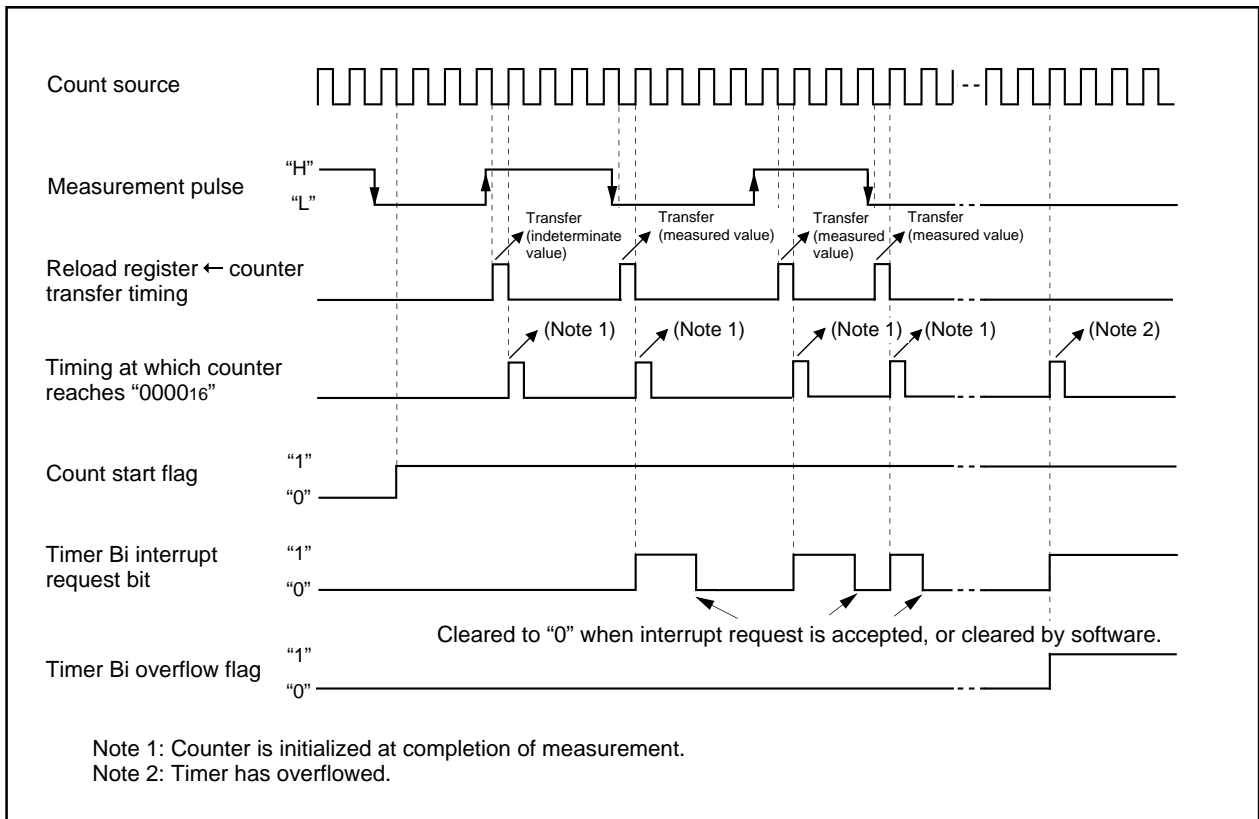 Count source
“H”
Measurement pulse
“L”
Transfer
(indeterminate
value)
Transfer
(measured value)
Transfer
(measured
value)
Transfer
(measured value)
Reload register ← counter
transfer timing
(Note 1)
(Note 1)
(Note 1)
(Note 1)
(Note 2)
Timing at which counter
reaches “000016”
“1”
Count start flag
“0”
Timer Bi interrupt
request bit
“1”
“0”
Cleared to “0” when interrupt request is accepted, or cleared by software.
“1”
Timer Bi overflow flag
“0”
Note 1: Counter is initialized at completion of measurement.
Note 2: Timer has overflowed.